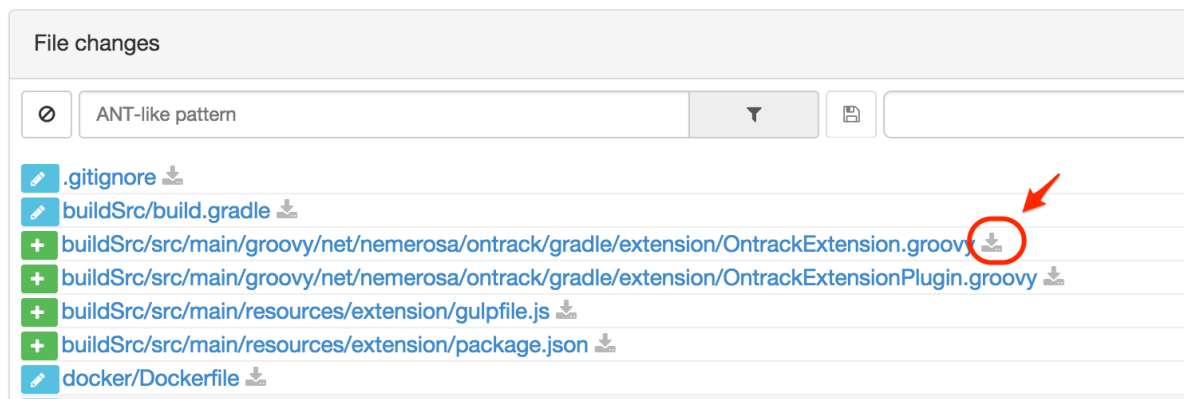 File changes
ANT-like pattern
.gitignore
buildSrc/build.gradle
buildSrc/src/main/groovy/net/nemerosa/ontrack/gradle/extension/OntrackExtension.groovy
buildSrc/src/main/groovy/net/nemerosa/ontrack/gradle/extension/OntrackExtensionPlugin.groovy
buildSrc/src/main/resources/extension/gulpfile.js
buildSrc/src/main/resources/extension/package.json
docker/Dockerfile